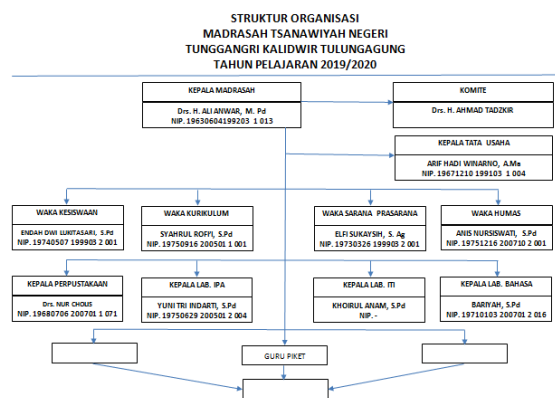 STRUKTUR ORGANISASI
MADRASAH TSANAWIYAH NEGERI
TUNGGANGRI KALIDWIR TULUNGAGUNG
TAHUN PELAJARAN 2019/2020
KEPALA MADRASAH
Drs. H. ALI ANWAR, M. Pd
NIP. 19630604199203 1 013
KOMITE
Drs. H. AHMAD TADZKIR
KEPALA TATA USAHA
ARIF HADI WINARNO, A.Ma
NIP. 19671210 199103 1 004
WAKA KESISWAAN
ENDAH DWI LUKITASARI, S.Pd
NIP. 19740507 199903 2 001
WAKA KURIKULUM
SYAHRUL ROFI'I, S.Pd
NIP. 19750916 200501 1 001
WAKA SARANA PRASARANA
ELFI SUKAYSIH, S. Ag
NIP. 19730326 199903 2 001
WAKA HUMAS
ANIS NURSISWATI, S.Pd
NIP. 19751216 200710 2 001
KEPALA PERPUSTAKAAN
Drs. NUR CHOLIS
NIP. 19680706 200701 1 071
KEPALA LAB. IPA
YUNI TRI INDARTI, S.Pd
NIP. 19750629 200501 2 004
KEPALA LAB. ITI
KHOIRUL ANAM, S.Pd
NIP. -
KEPALA LAB. BAHASA
BARIYAH, S.Pd
NIP. 19710103 200701 2 016
GURU PIKET